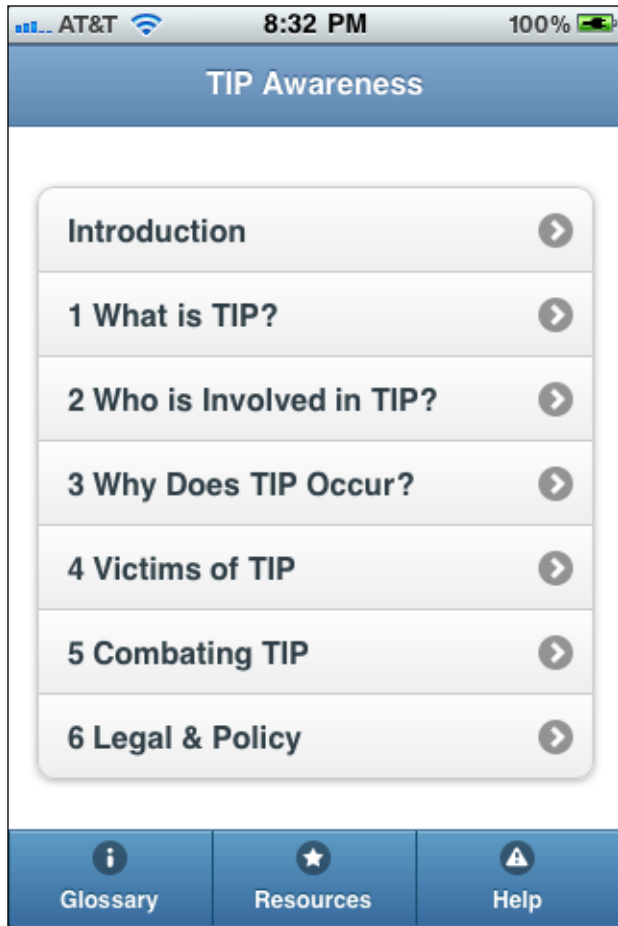 AT&T 8:32 PM 100%
TIP Awareness
Introduction
1 What is TIP?
2 Who is Involved in TIP?
3 Why Does TIP Occur?
4 Victims of TIP
5 Combating TIP
6 Legal & Policy
Glossary Resources Help